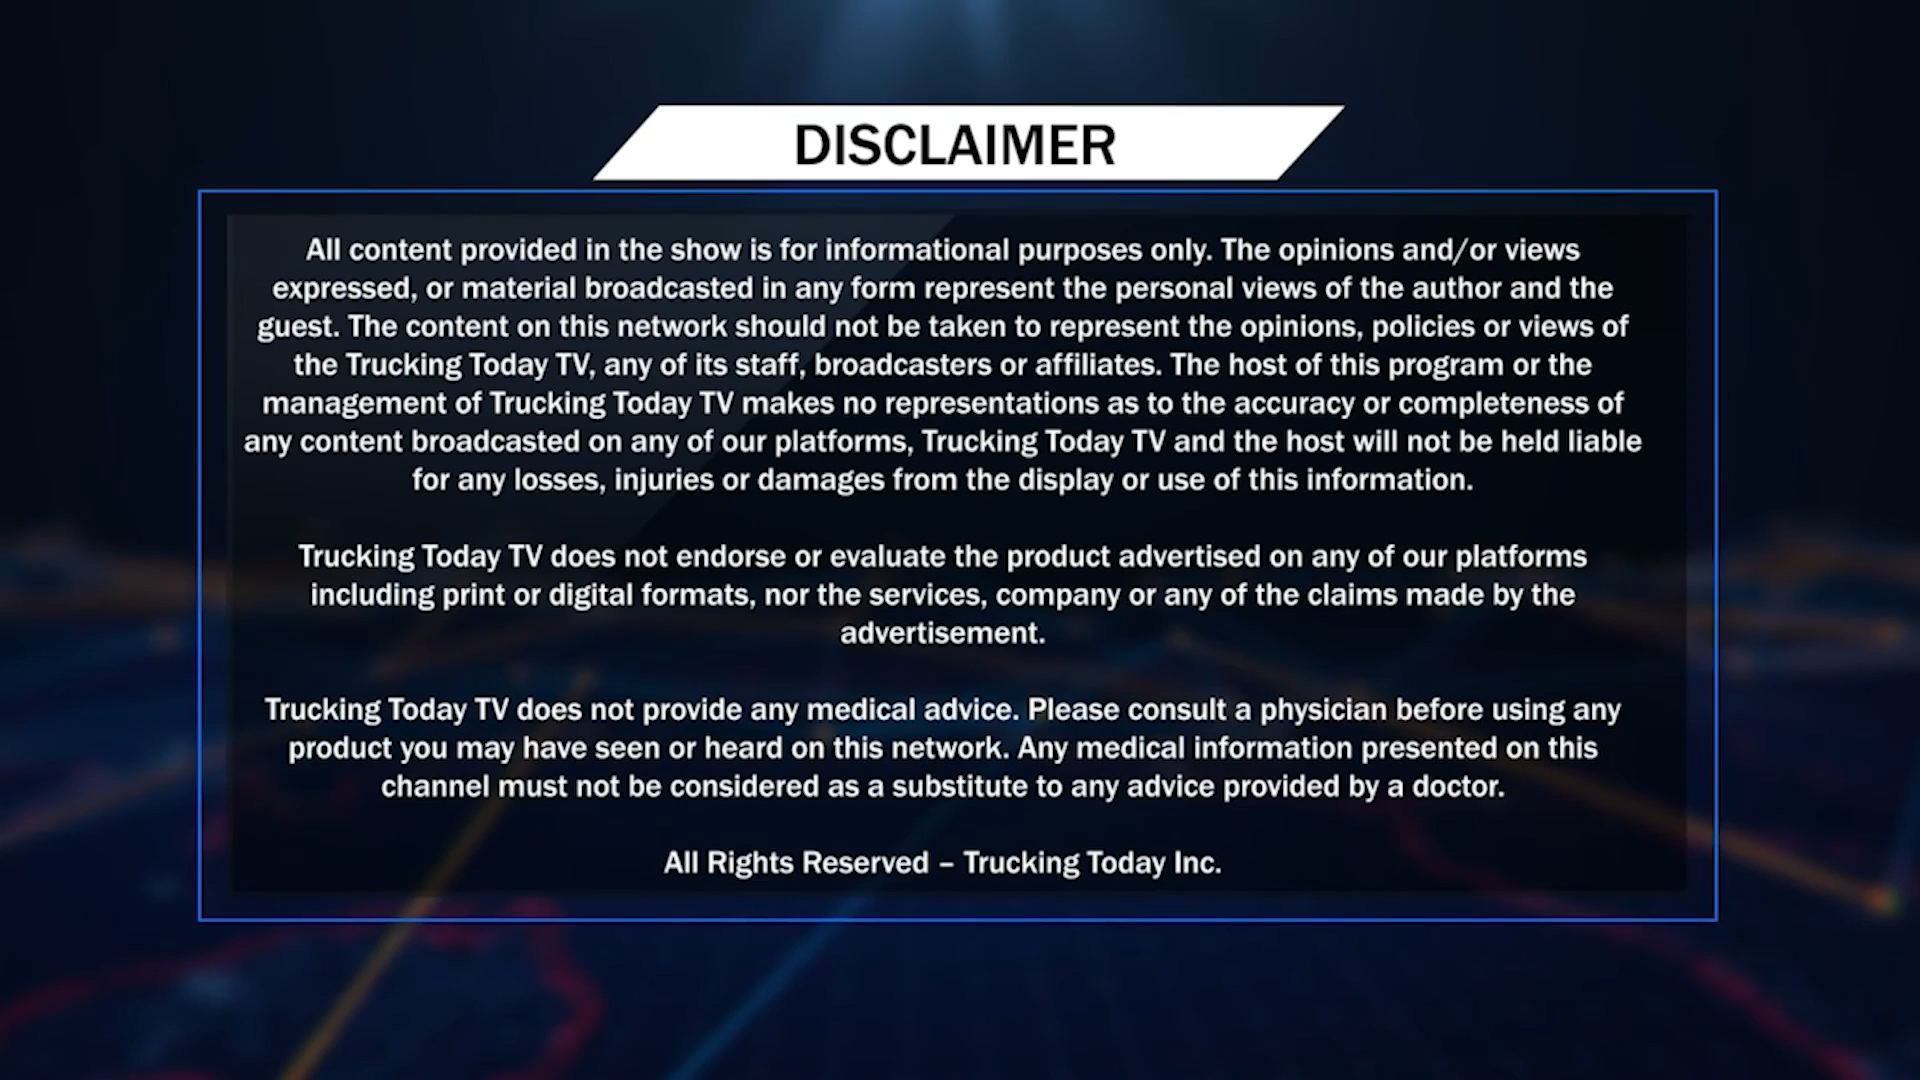 DISCLAIMER
All content provided in the show is for informational purposes only. The opinions and/or views
expressed, or material broadcasted in any form represent the personal views of the author and the
guest. The content on this network should not be taken to represent the opinions, policies or views of
the Trucking Today TV, any of its staff, broadcasters or affiliates. The host of this program or the
management of Trucking Today TV makes no representations as to the accuracy or completeness of
any content broadcasted on any of our platforms, Trucking Today TV and the host will not be held liable
for any losses, injuries or damages from the display or use of this information.
Trucking Today TV does not endorse or evaluate the product advertised on any of our platforms
including print or digital formats, nor the services, company or any of the claims made by the
advertisement.
Trucking Today TV does not provide any medical advice. Please consult a physician before using any
product you may have seen or heard on this network. Any medical information presented on this
channel must not be considered as a substitute to any advice provided by a doctor.
All Rights Reserved – Trucking Today Inc.